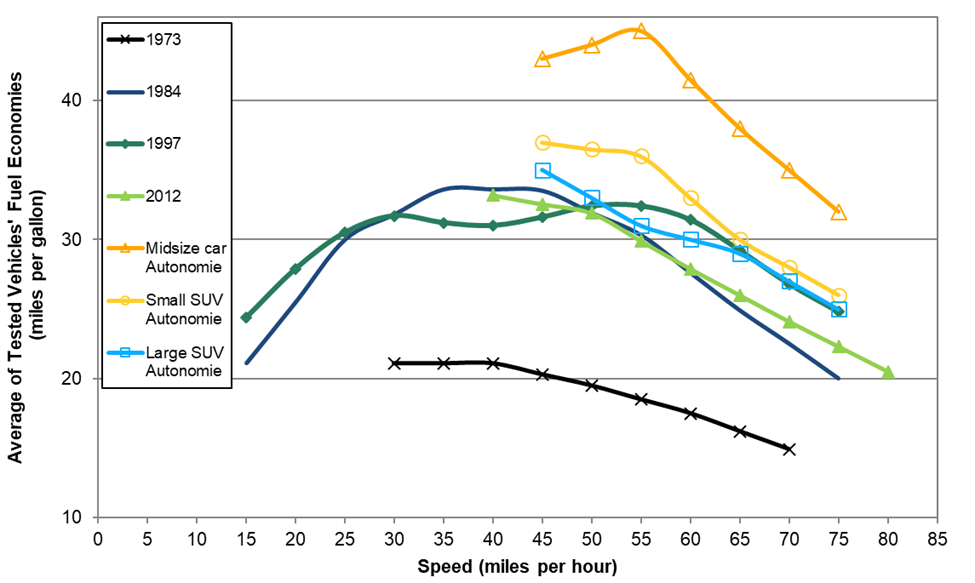 1973
1984
1997
2012
Midsize car
Autonomie
Small SUV
Autonomie
Large SUV
Autonomie
Average of Tested Vehicles' Fuel Economies
(miles per gallon)
40
30
20
10
0 5 10 15 20 25 30 35 40 45 50 55 60 65 70 75 80 85
Speed (miles per hour)